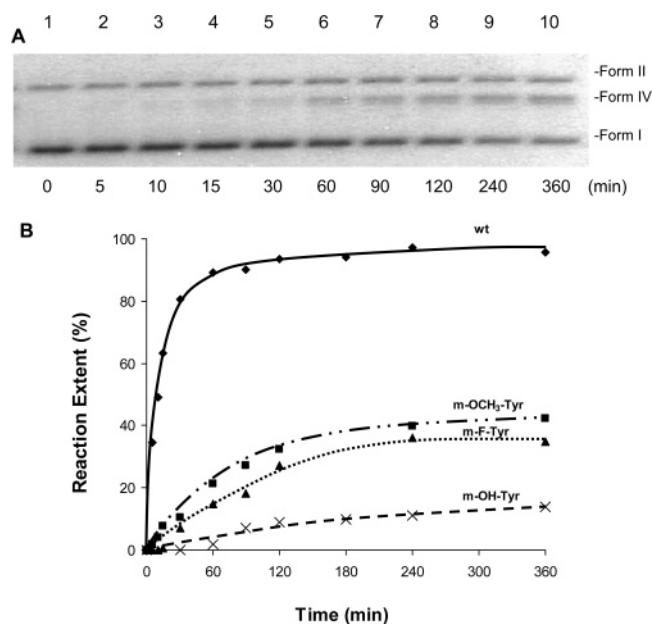 A
1 2 3 4 5 6 7 8 9 10
-Form II
-Form IV
-Form I
0 5 10 15 30 60 90 120 240 360 (min)
B
wt
m-OCH3-Tyr
m-F-Tyr
m-OH-Tyr
Reaction Extent (%)
100
80
60
40
20
0
0 60 120 180 240 300 360
Time (min)